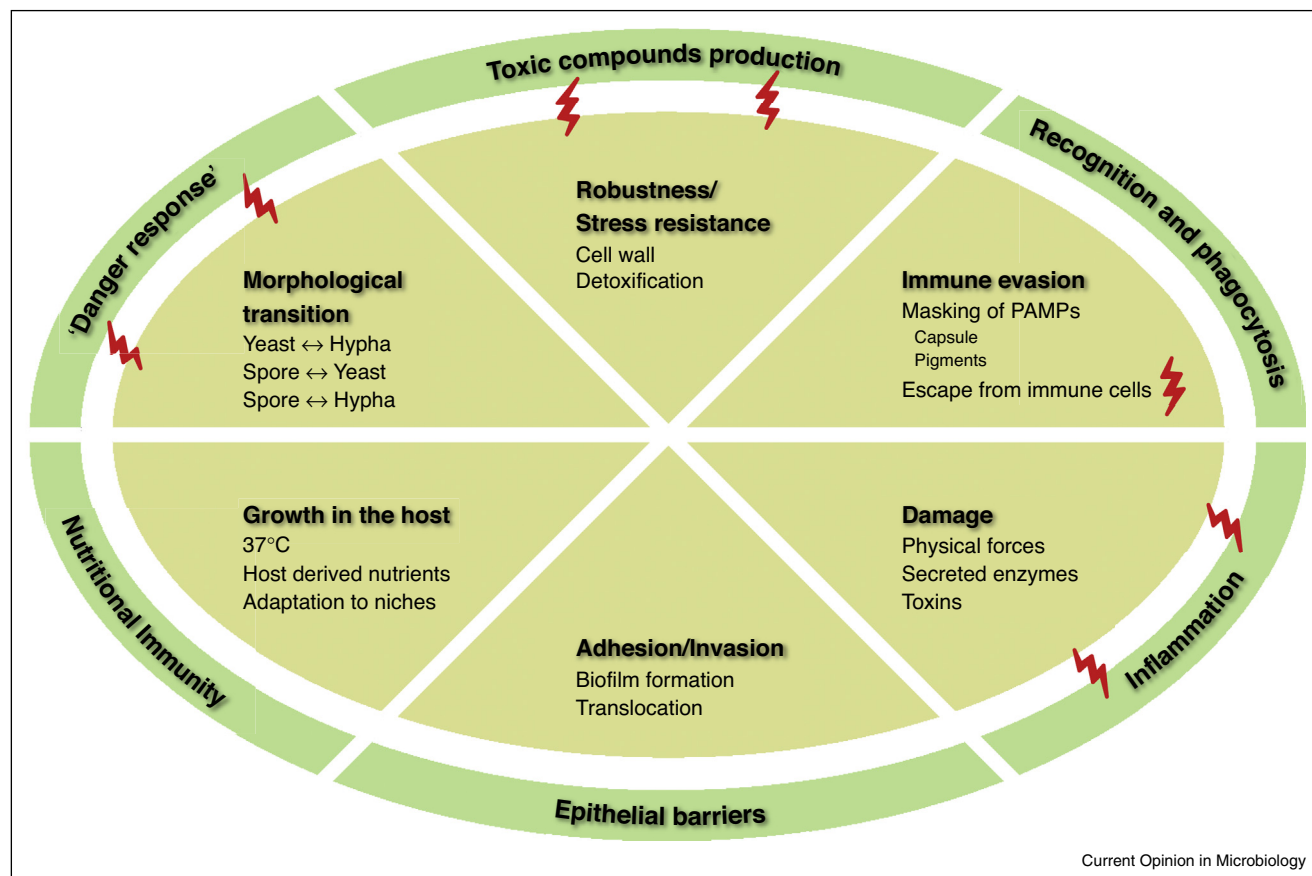 Toxic compounds production
'Danger response'
Recognition and phagocytosis
Robustness/
Stress resistance
Cell wall
Detoxification
Morphological
transition
Yeast ↔ Hypha
Spore ↔ Yeast
Spore ↔ Hypha
Immune evasion
Masking of PAMPs
Capsule
Pigments
Escape from immune cells
Growth in the host
37°C
Host derived nutrients
Adaptation to niches
Damage
Physical forces
Secreted enzymes
Toxins
Adhesion/Invasion
Biofilm formation
Translocation
Nutritional Immunity
Inflammation
Epithelial barriers
Current Opinion in Microbiology